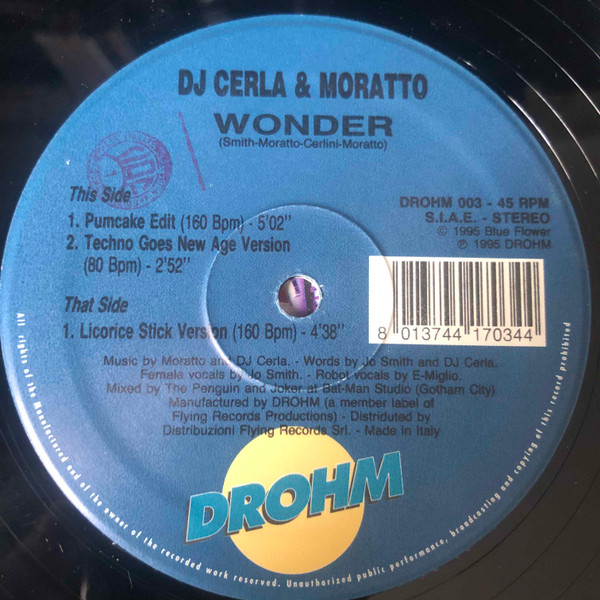 DJ CERLA & MORATTO
WONDER
(Smith-Moratto-Cerlini-Moratto)
This Side
1. Pumcake Edit (160 Bpm) - 5'02"
2. Techno Goes New Age Version
(80 Bpm) - 2'52"
That Side
1. Licorice Stick Version (160 Bpm) - 4'38"
DROHM 003 - 45 RPM
S.I.A.E. - STEREO
© 1995 Blue Flower
℗ 1995 DROHM
8 013744 170344
Music by Moratto and DJ Cerla. - Words by Jo Smith and DJ Cerla.
Female vocals by Jo Smith. - Robot vocals by E-Miglio.
Mixed by The Penguin and Joker at Bat-Man Studio (Gotham City)
Manufactured by DROHM (a member label of
Flying Records Productions) - Distriduted by
Distribuzioni Flying Records Srl. - Made in Italy
DROHM
All rights of the Manufactured and of the owner of the recorded work reserved. Unauthorized public performance, broadcasting and copying of this record prohibited